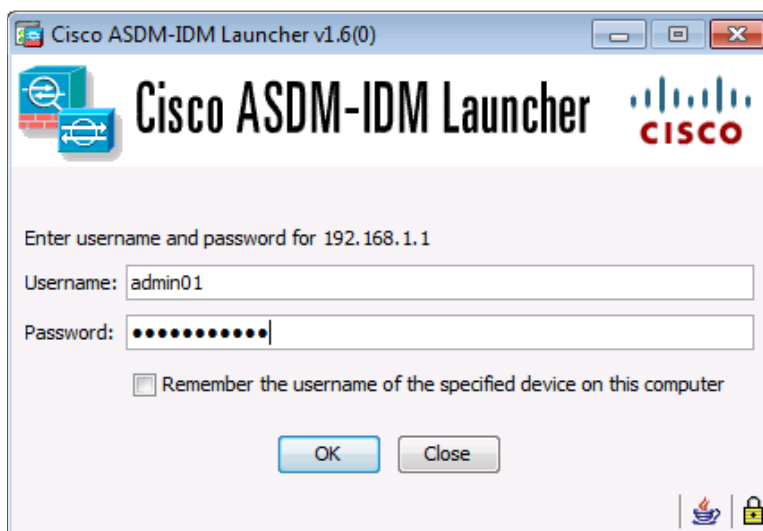 Cisco ASDM-IDM Launcher v1.6(0)
Cisco ASDM-IDM Launcher
CISCO
Enter username and password for 192.168.1.1
Username: admin01
Password: ●●●●●●●●●●●
Remember the username of the specified device on this computer
OK Close